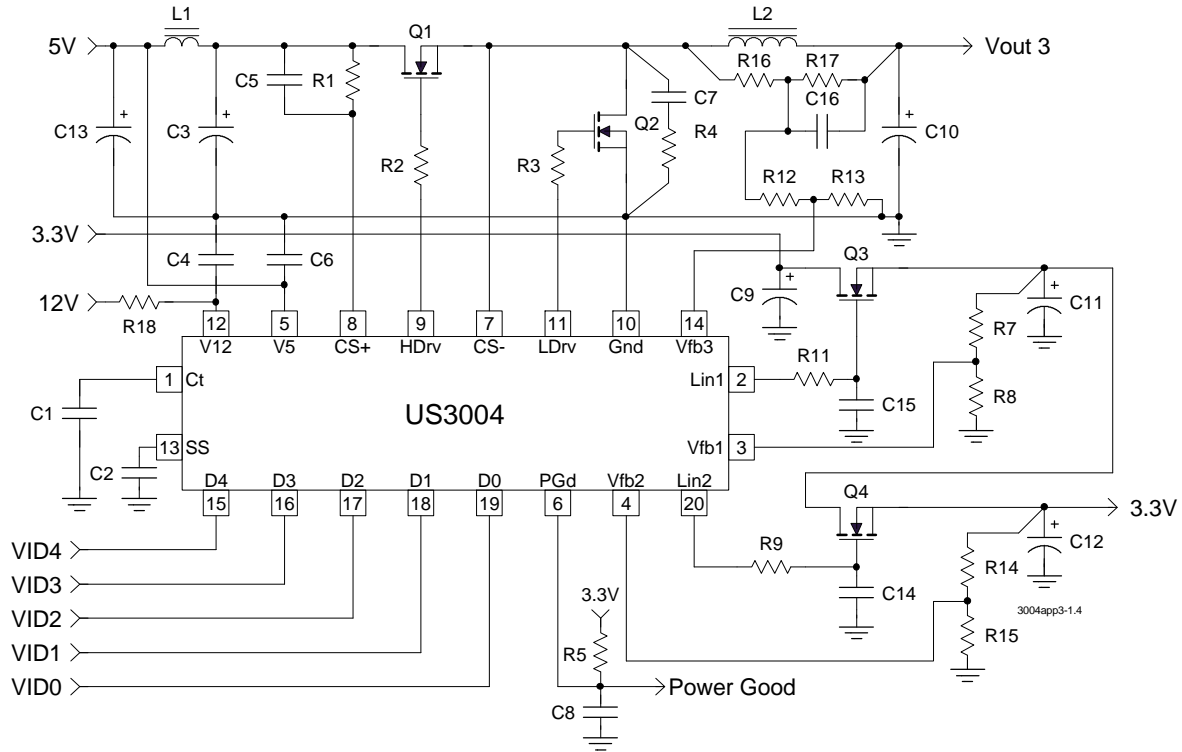 L1
L2
Q1
5V
Vout 3
R16
R17
C5
R1
C7
C16
C13
C3
Q2
R4
C10
R2
R3
R12
R13
3.3V
C4
C6
Q3
12V
C9
C11
R18
R7
12
5
8
9
7
11
10
14
V12
V5
CS+
HDrv
CS-
LDrv
Gnd
Vfb3
R11
1
Ct
Lin1
2
R8
C1
US3004
C15
13
SS
Vfb1
3
C2
D4
D3
D2
D1
D0
PGd
Vfb2
Lin2
Q4
15
16
17
18
19
6
4
20
3.3V
C12
VID4
R9
R14
VID3
C14
3.3V
3004app3-1.4
VID2
R15
VID1
R5
VID0
Power Good
C8
+
+
+
+
+
+